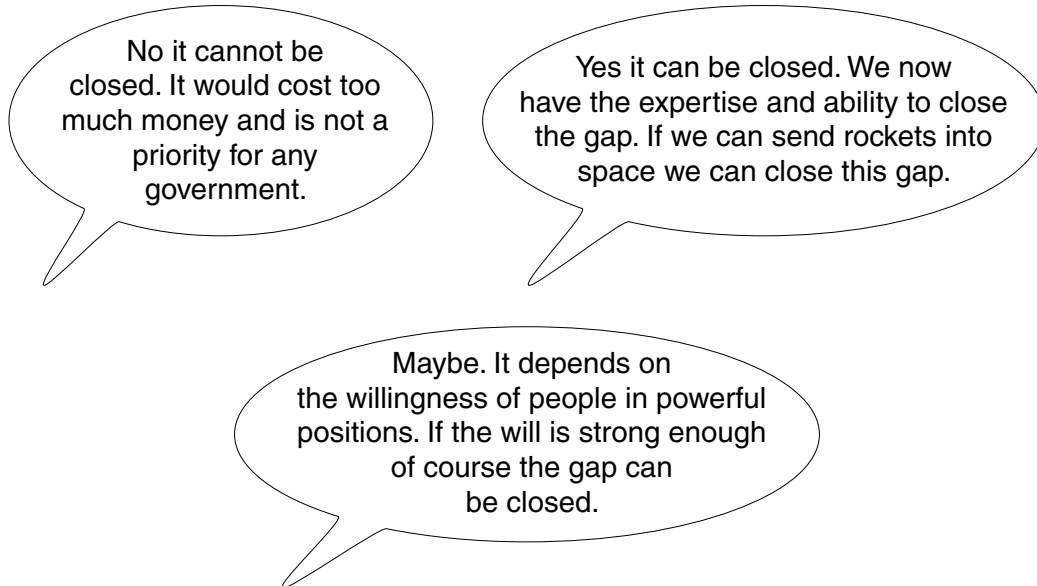 No it cannot be
closed. It would cost too
much money and is not a
priority for any
government.
Yes it can be closed. We now
have the expertise and ability to close
the gap. If we can send rockets into
space we can close this gap.
Maybe. It depends on
the willingness of people in powerful
positions. If the will is strong enough
of course the gap can
be closed.